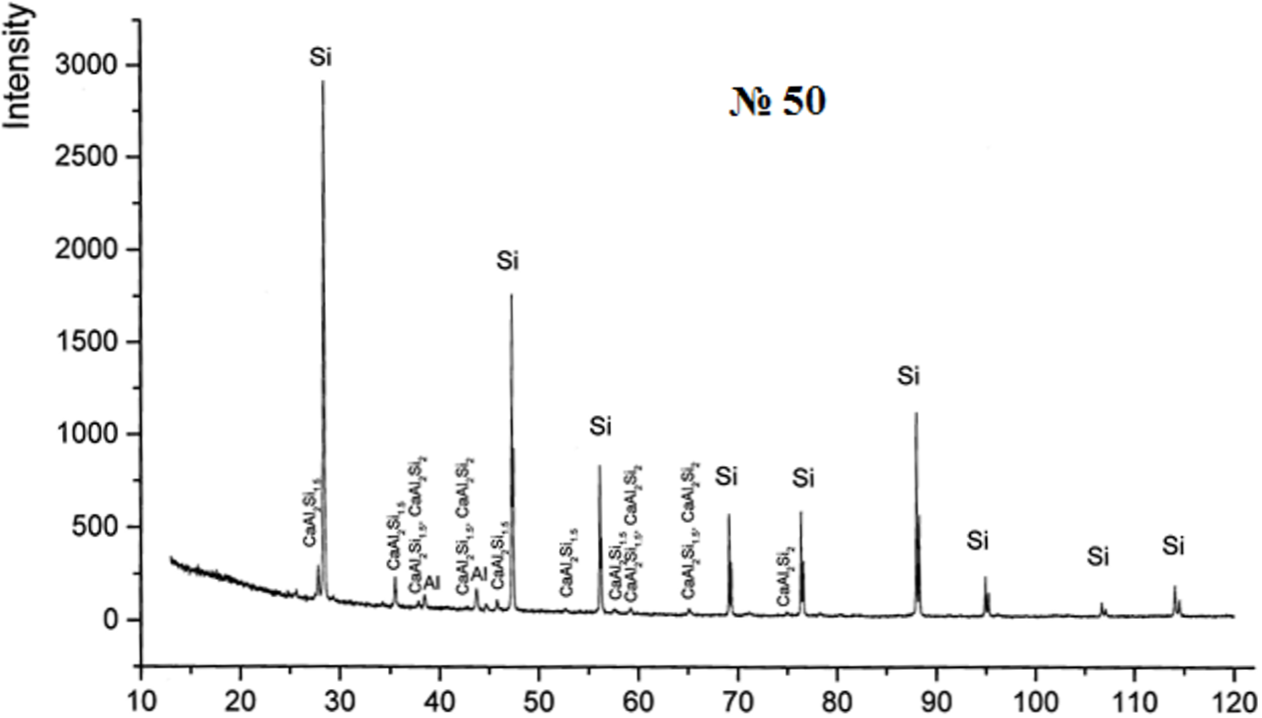 Intensity
№ 50
3000
2500
2000
1500
1000
500
0
Si
Si
Si
Si
Si
Si
Si
Si
Si
CaAl₂Si₁.₅
CaAl₂Si₁.₅
CaAl₂Si₁.₅, CaAl₂Si₂
Al
CaAl₂Si₁.₅, CaAl₂Si₂
Al
CaAl₂Si₁.₅
CaAl₂Si₁.₅
CaAl₂Si₁.₅
CaAl₂Si₁.₅, CaAl₂Si₂
CaAl₂Si₁.₅, CaAl₂Si₂
CaAl₂Si₂
10 20 30 40 50 60 70 80 90 100 110 120